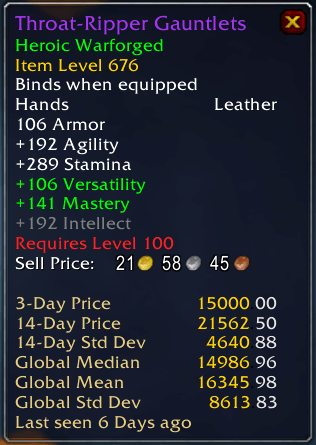 Throat-Ripper Gauntlets
Heroic Warforged
Item Level 676
Binds when equipped
Hands Leather
106 Armor
+192 Agility
+289 Stamina
+106 Versatility
+141 Mastery
+192 Intellect
Requires Level 100
Sell Price: 21 58 45
3-Day Price 15000 00
14-Day Price 21562 50
14-Day Std Dev 4640 88
Global Median 14986 96
Global Mean 16345 98
Global Std Dev 8613 83
Last seen 6 Days ago